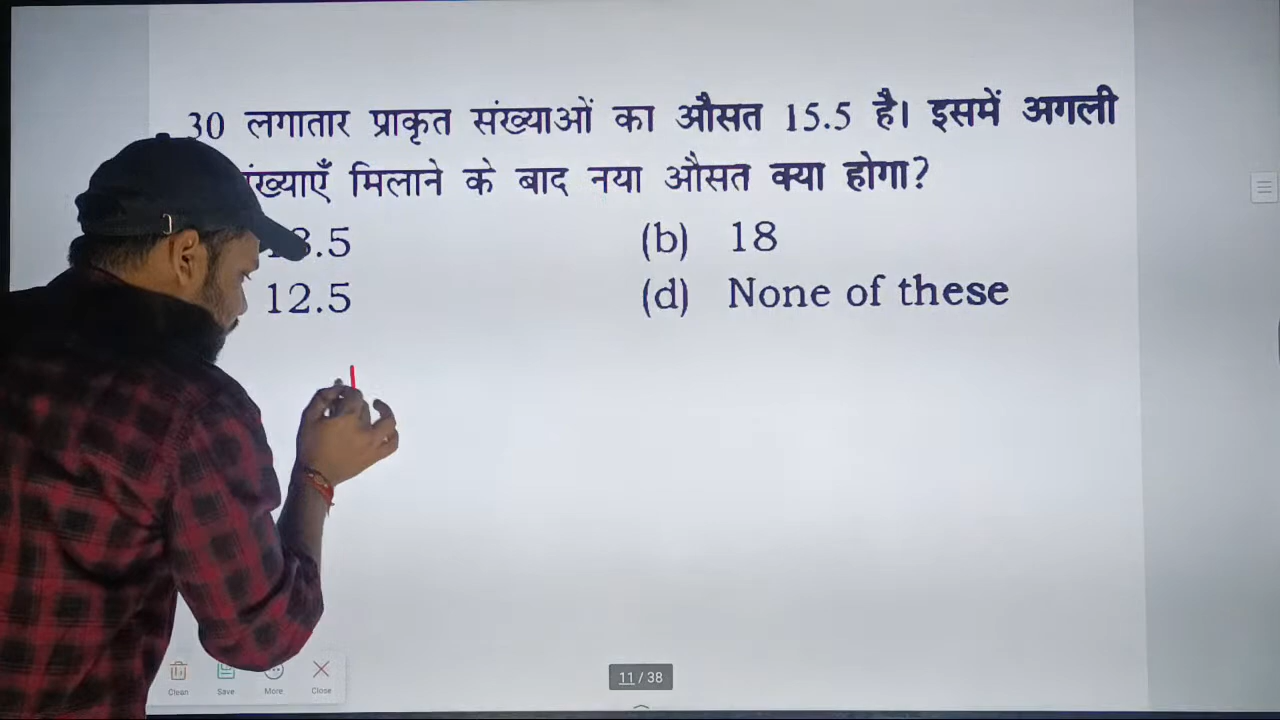 30 लगातार प्राकृत संख्याओं का औसत 15.5 है। इसमें अगली
मिलाने के बाद नया औसत क्या होगा?
(b) 18
12.5
(d) None of these
Clean
Save
More
Close
11 / 38